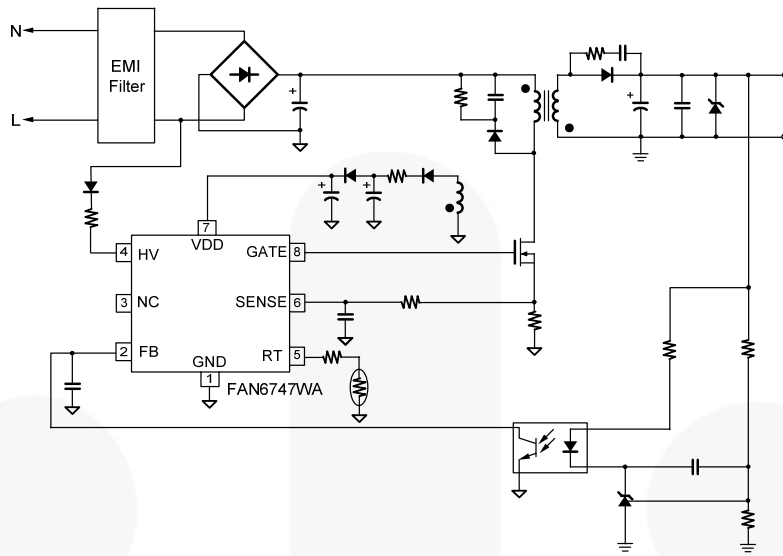 N
EMI
Filter
L
+
+
+
+
7
VDD
4
HV
GATE
8
3
NC
SENSE
6
2
FB
RT
5
GND
1
FAN6747WA